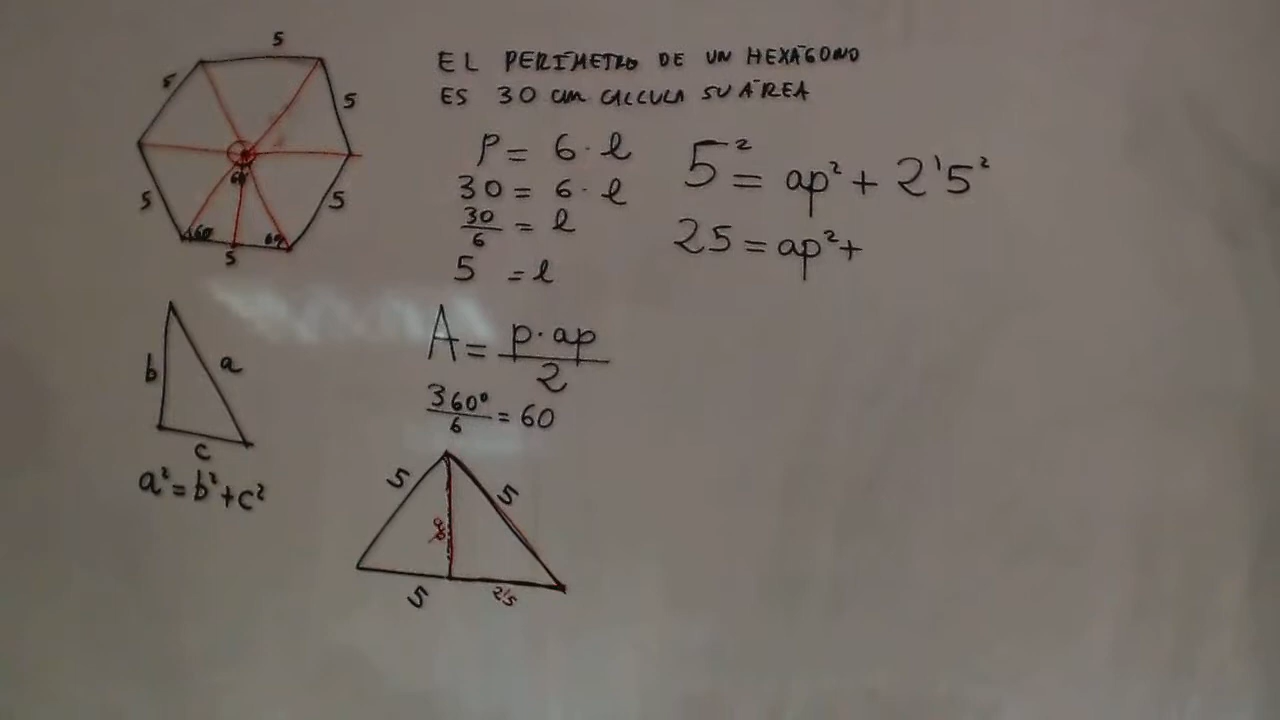 EL PERÍMETRO DE UN HEXÁGONO
ES 30 cm CALCULA SU ÁREA
5
5
5
5
5
5
60
60
60
P = 6 · l
30 = 6 · l
30/6 = l
5 = l
5² = ap² + 2'5²
25 = ap² +
b
a
c
a² = b² + c²
A = p · ap / 2
360°/6 = 60
5
5
ap
5
2'5